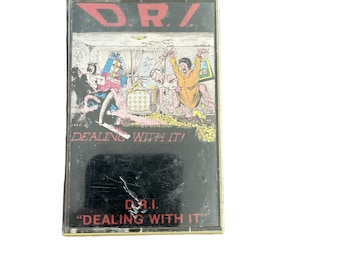 D.R.I.
DEALING WITH IT!
D.R.I.
"DEALING WITH IT"